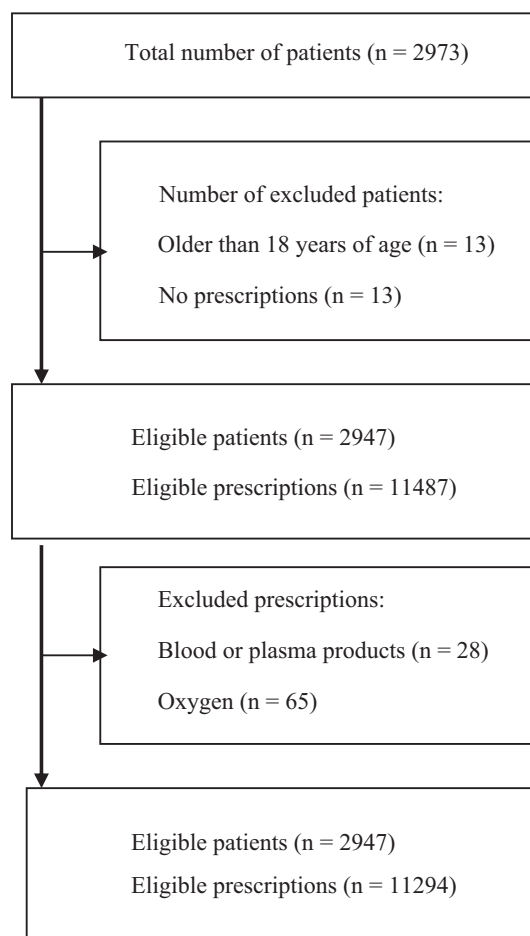 Total number of patients (n = 2973)
Number of excluded patients:
Older than 18 years of age (n = 13)
No prescriptions (n = 13)
Eligible patients (n = 2947)
Eligible prescriptions (n = 11487)
Excluded prescriptions:
Blood or plasma products (n = 28)
Oxygen (n = 65)
Eligible patients (n = 2947)
Eligible prescriptions (n = 11294)